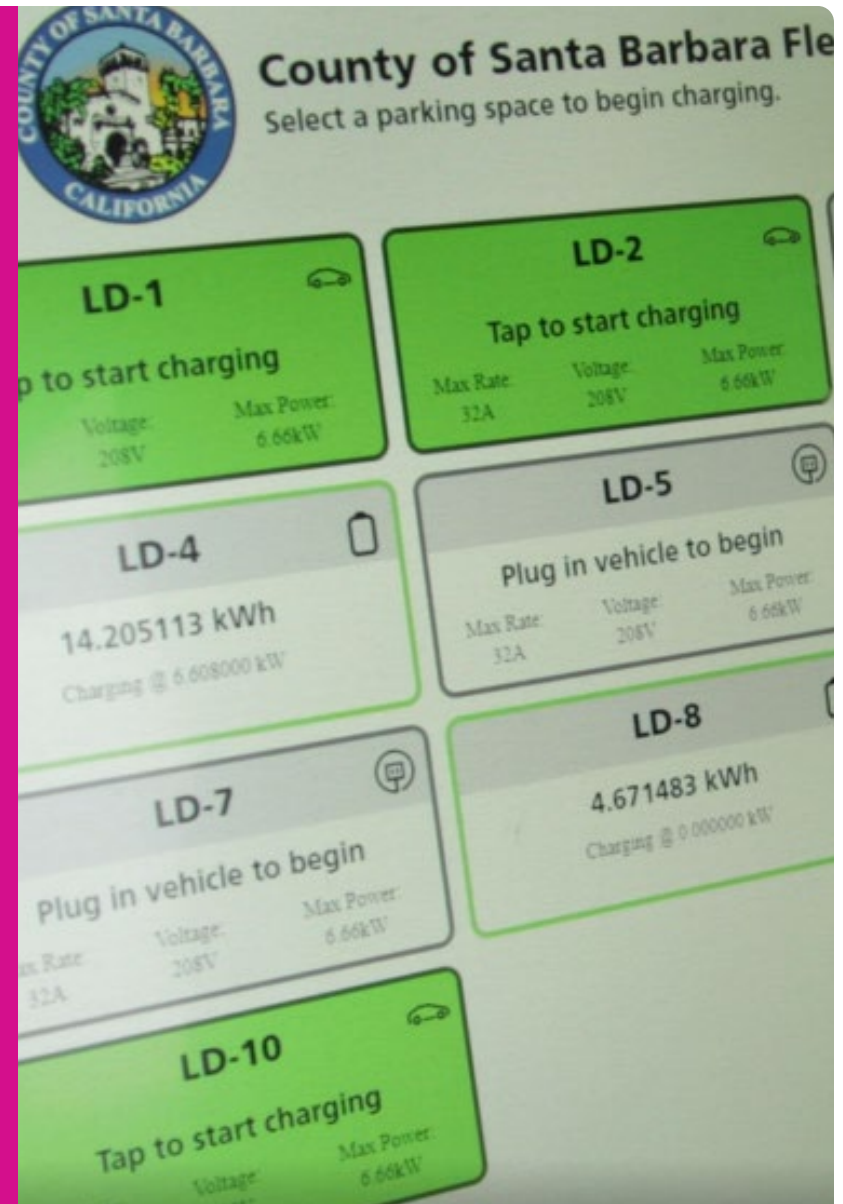 COUNTY OF SANTA BARBARA
CALIFORNIA
County of Santa Barbara Fle
Select a parking space to begin charging.
LD-1
p to start charging
Voltage: Max Power:
208V 6.66kW
LD-2
Tap to start charging
Max Rate: Voltage: Max Power:
32A 208V 6.66kW
LD-4
14.205113 kWh
Charging @ 6.608000 kW
LD-5
Plug in vehicle to begin
Max Rate: Voltage: Max Power:
32A 208V 6.66kW
LD-7
Plug in vehicle to begin
ax Rate: Voltage: Max Power:
32A 208V 6.66kW
LD-8
4.671483 kWh
Charging @ 0.000000 kW
LD-10
Tap to start charging
Voltage: Max Power:
6.66kW